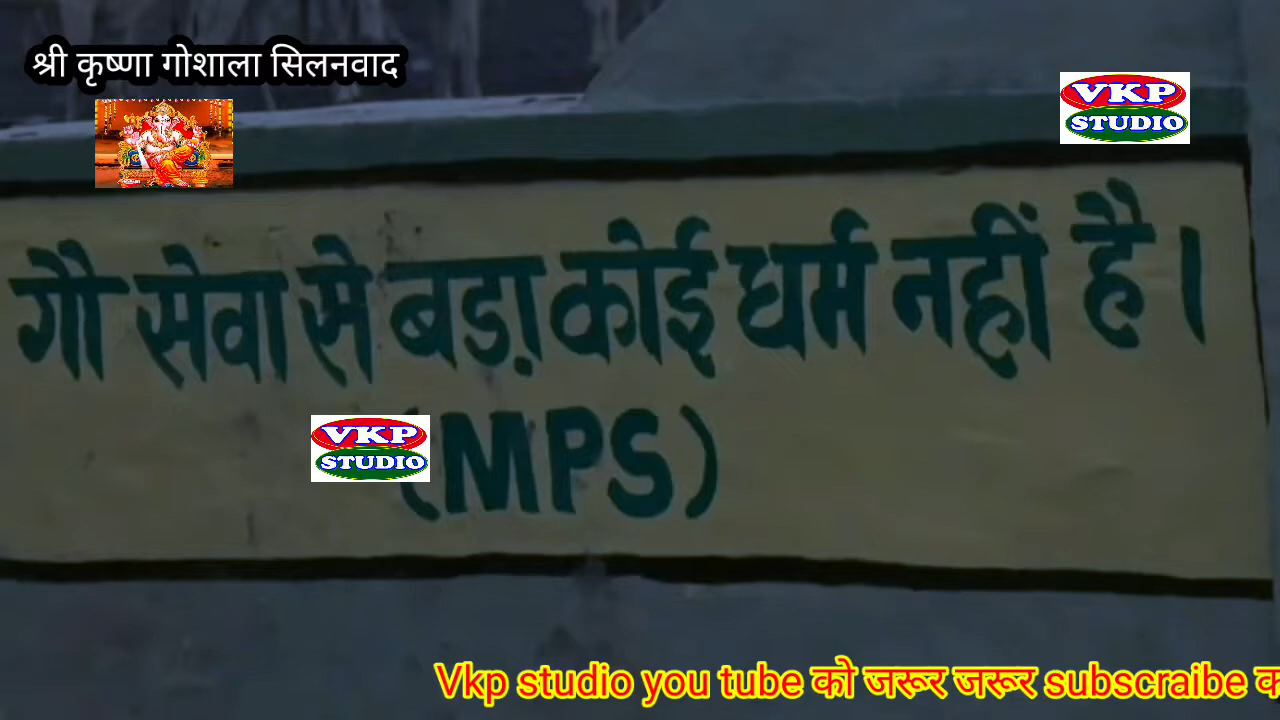 श्री कृष्णा गोशाला सिलनवाद
VKP
STUDIO
गौ सेवा से बडा़ कोई धर्म नहीं है।
VKP
STUDIO
(MPS)
Vkp studio you tube को जरूर जरूर subscraibe